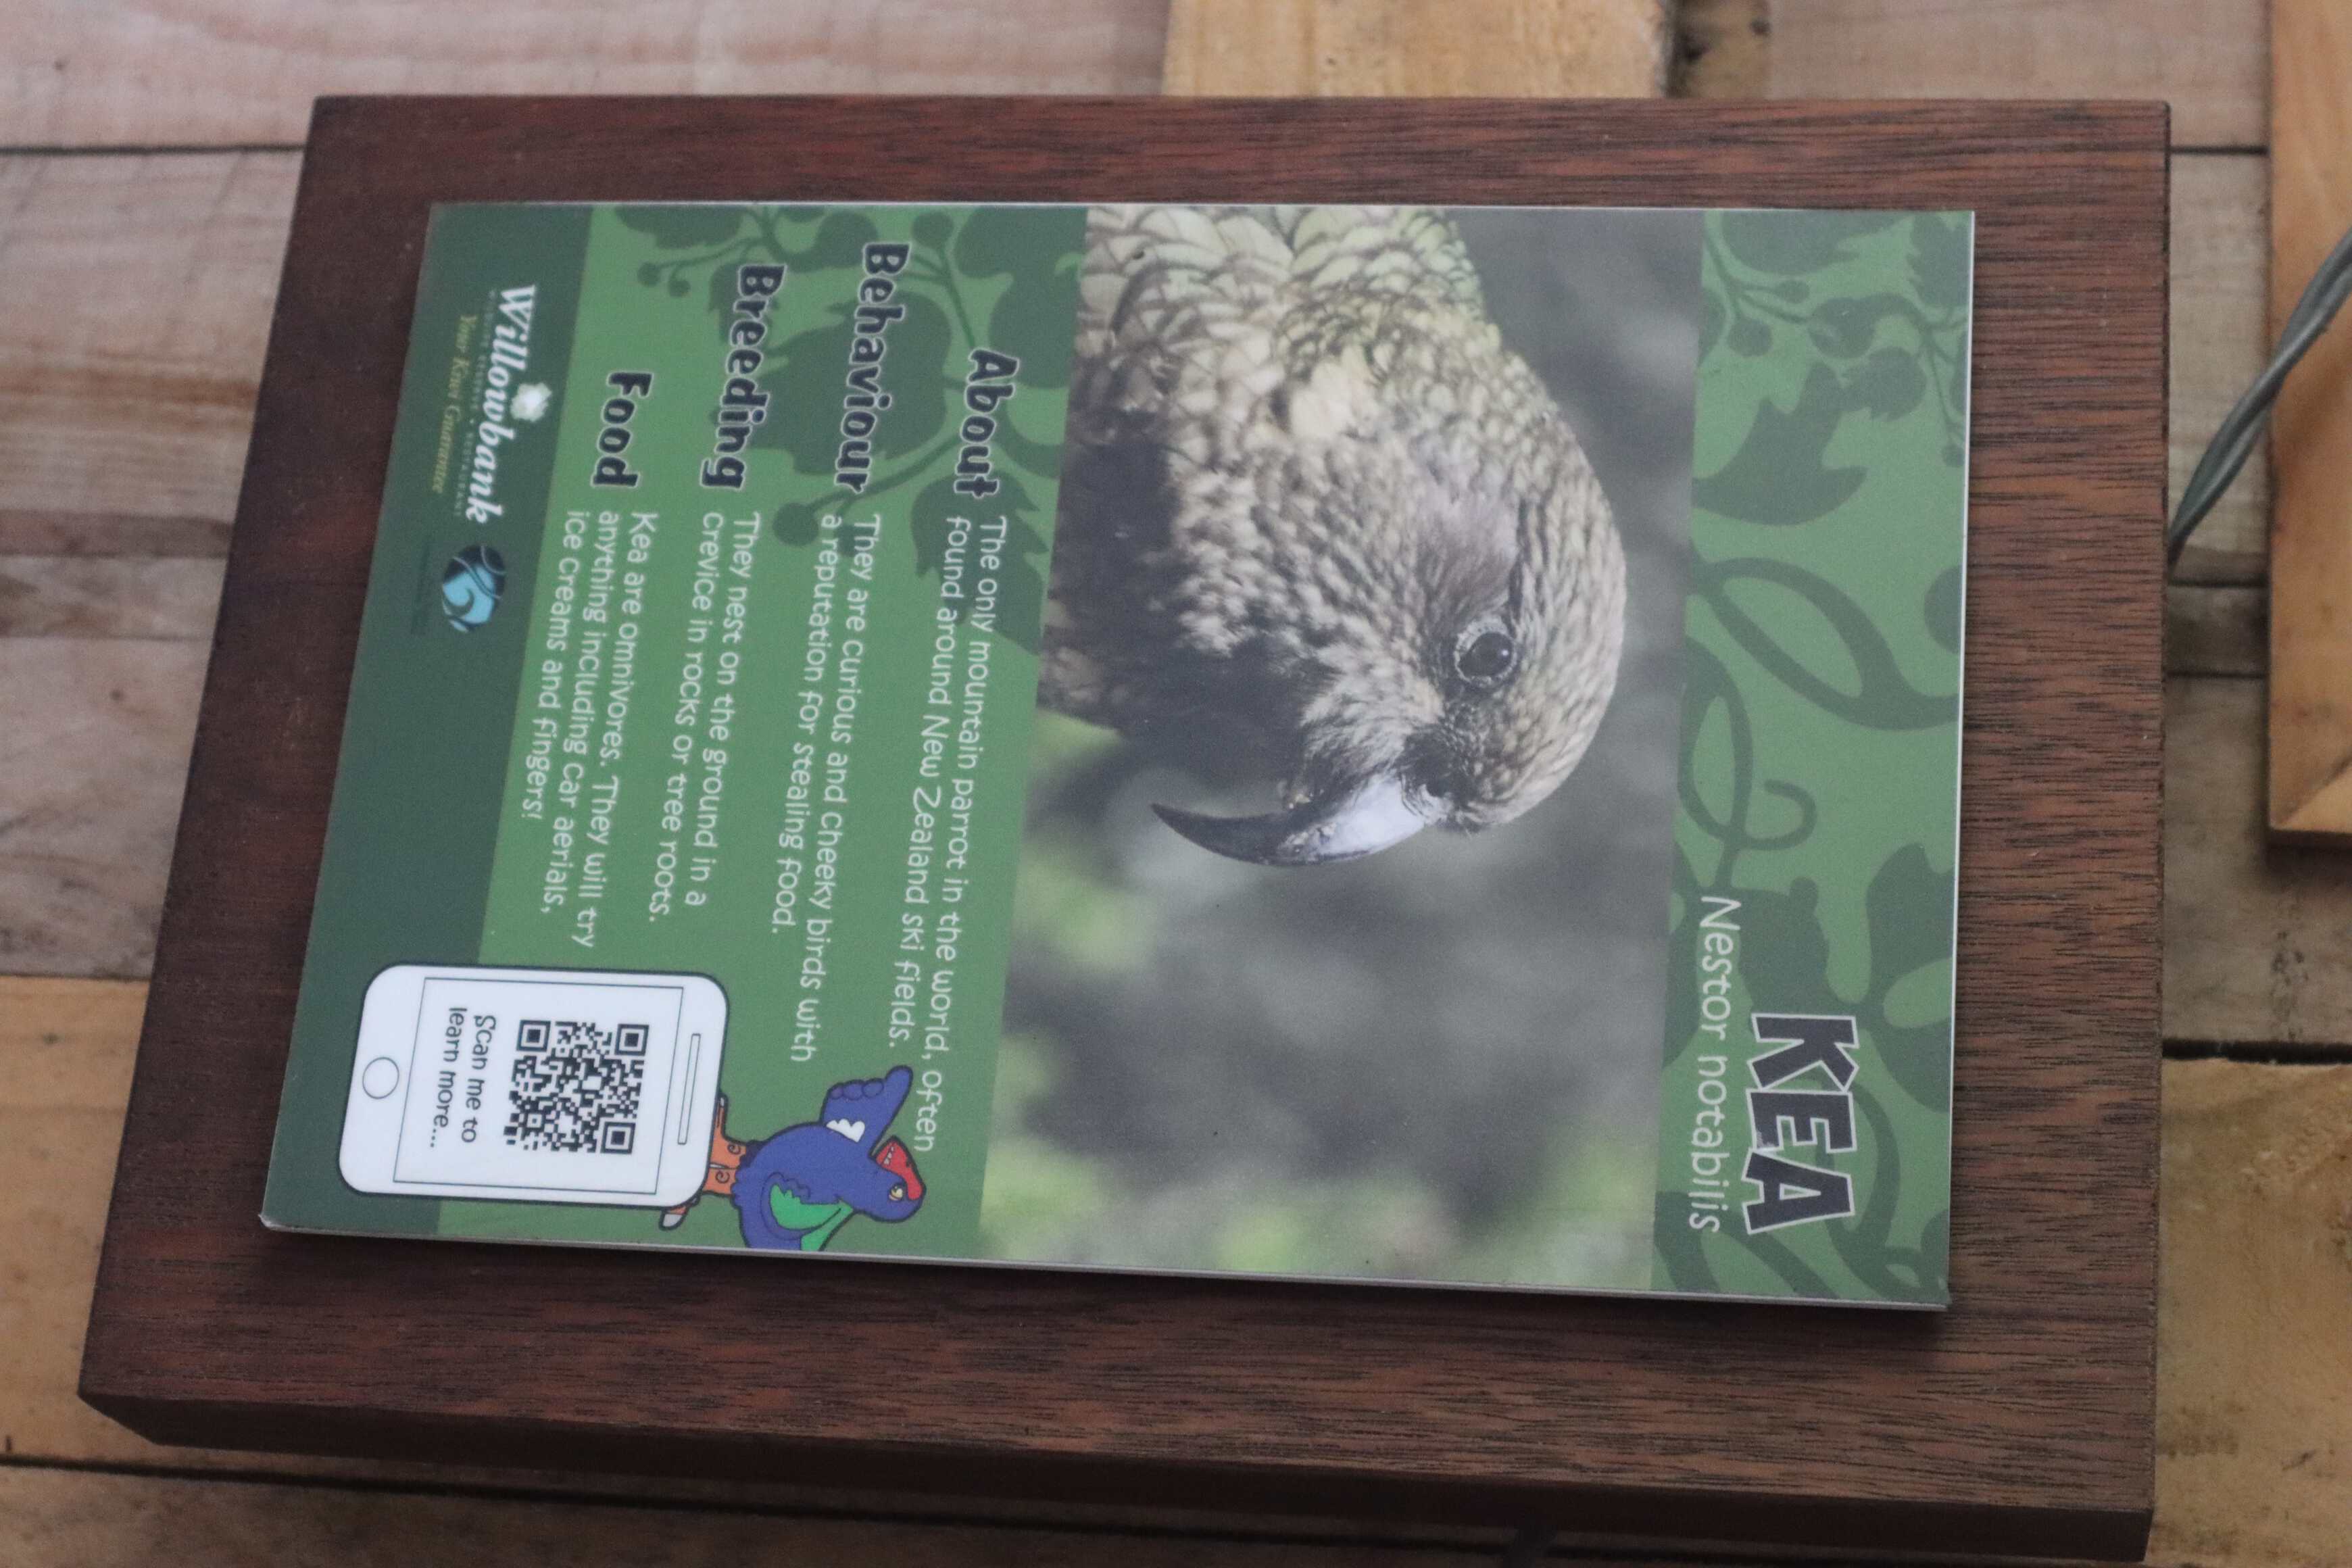 KEA
Nestor notabilis
About
The only mountain parrot in the world, often
found around New Zealand ski fields.
Behaviour
They are curious and cheeky birds with
a reputation for stealing food.
Breeding
They nest on the ground in a
crevice in rocks or tree roots.
Food
Kea are omnivores. They will try
anything including car aerials,
ice creams and fingers!
Willowbank
WILDLIFE RESERVE • RESTAURANT
Your Kiwi Guarantee
Scan me to
learn more...